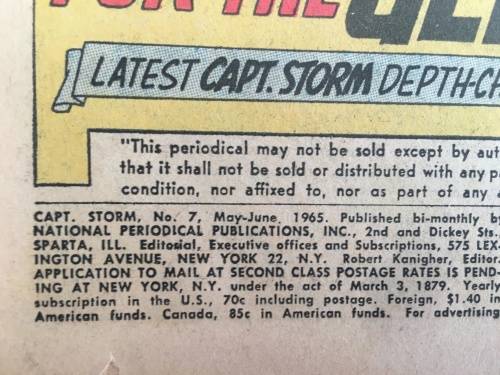 FOR THE
LATEST CAPT. STORM DEPTH-CH
"This periodical may not be sold except by aut
that it shall not be sold or distributed with any p
condition, nor affixed to, nor as part of any
CAPT. STORM, No. 7, May-June, 1965. Published bi-monthly by
NATIONAL PERIODICAL PUBLICATIONS, INC., 2nd and Dickey Sts.
SPARTA, ILL. Editorial, Executive offices and Subscriptions, 575 LEX-
INGTON AVENUE, NEW YORK 22, N.Y. Robert Kanigher, Editor.
APPLICATION TO MAIL AT SECOND CLASS POSTAGE RATES IS PEND-
ING AT NEW YORK, N.Y. under the act of March 3, 1879. Yearly
subscription in the U.S., 70c including postage. Foreign, $1.40 in
American funds. Canada, 85c in American funds. For advertising